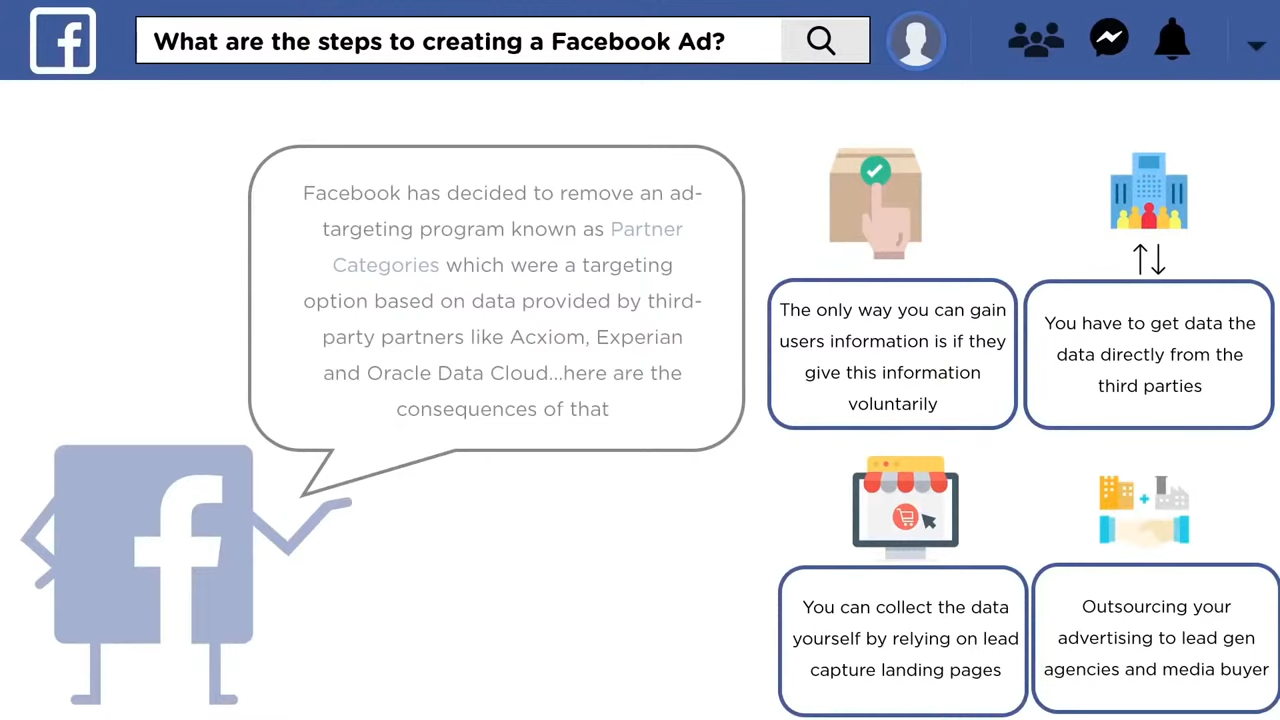 What are the steps to creating a Facebook Ad?
Facebook has decided to remove an ad-
targeting program known as Partner
Categories which were a targeting
option based on data provided by third-
party partners like Acxiom, Experian
and Oracle Data Cloud...here are the
consequences of that
The only way you can gain
users information is if they
give this information
voluntarily
You have to get data the
data directly from the
third parties
You can collect the data
yourself by relying on lead
capture landing pages
Outsourcing your
advertising to lead gen
agencies and media buyer